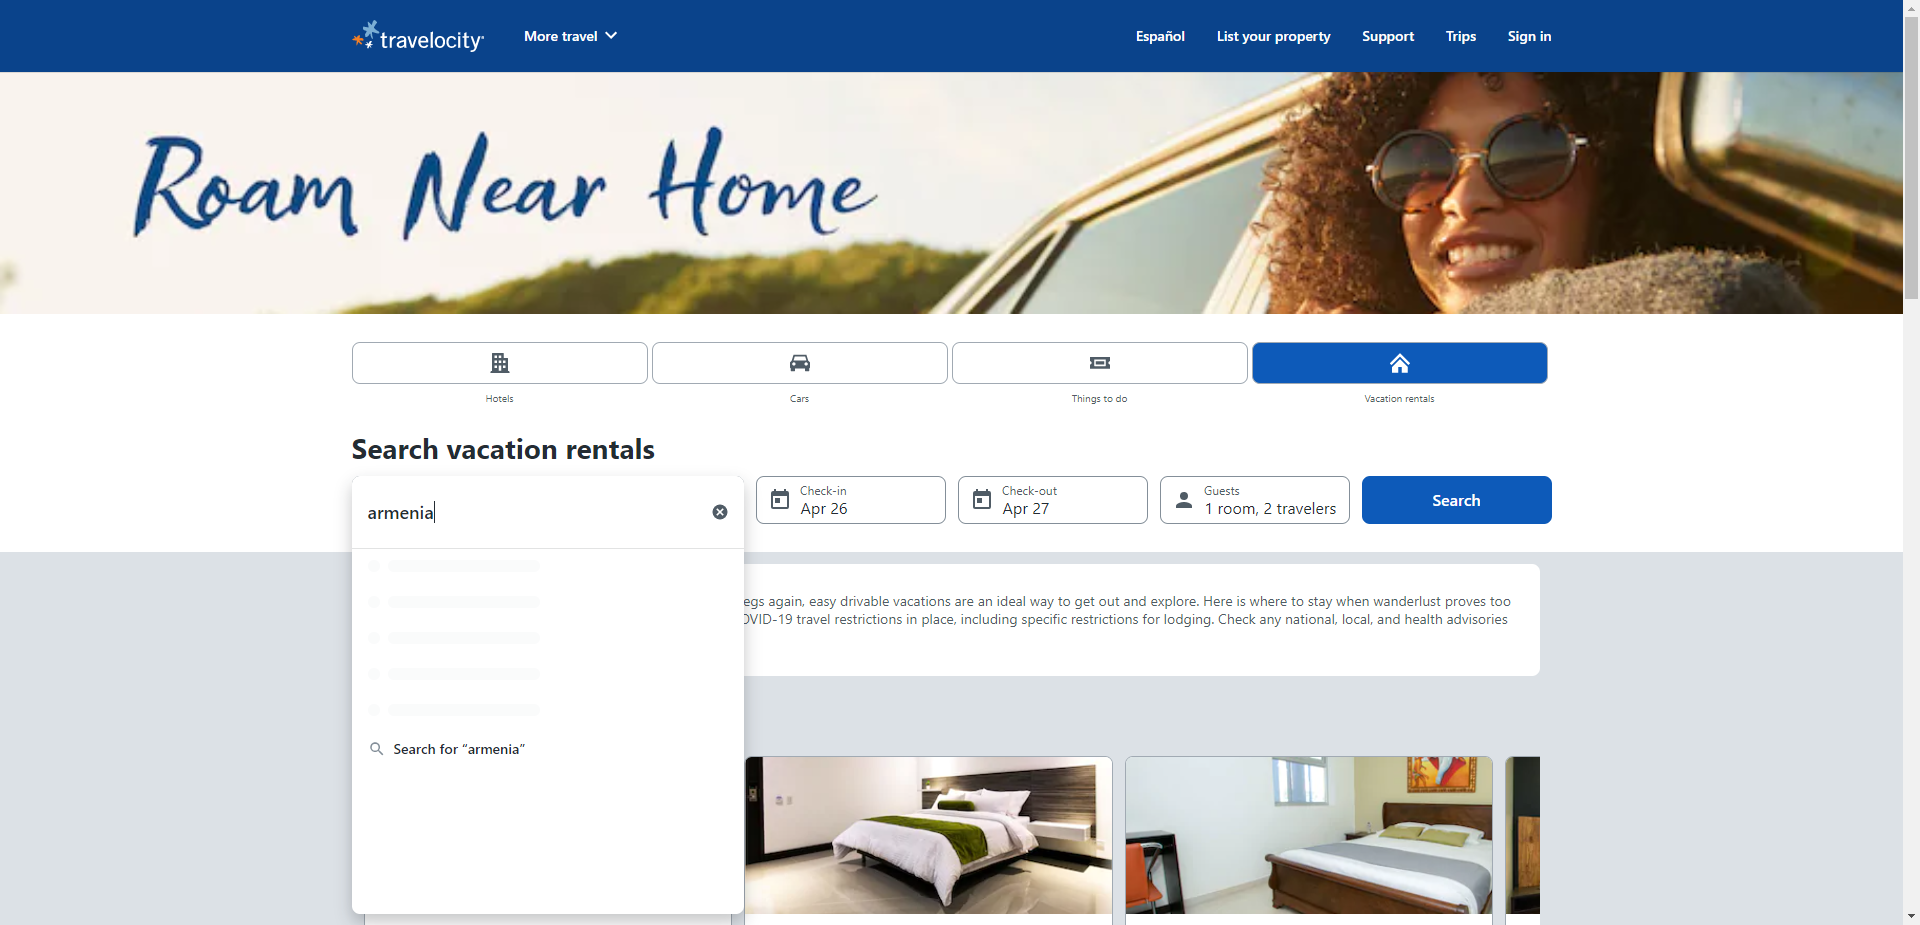 travelocity
More travel
Español
List your property
Support
Trips
Sign in
Roam Near Home
Hotels
Cars
Things to do
Vacation rentals
Search vacation rentals
armenia
Check-in
Apr 26
Check-out
Apr 27
Guests
1 room, 2 travelers
Search
egs again, easy drivable vacations are an ideal way to get out and explore. Here is where to stay when wanderlust proves too
OVID-19 travel restrictions in place, including specific restrictions for lodging. Check any national, local, and health advisories
Search for “armenia”